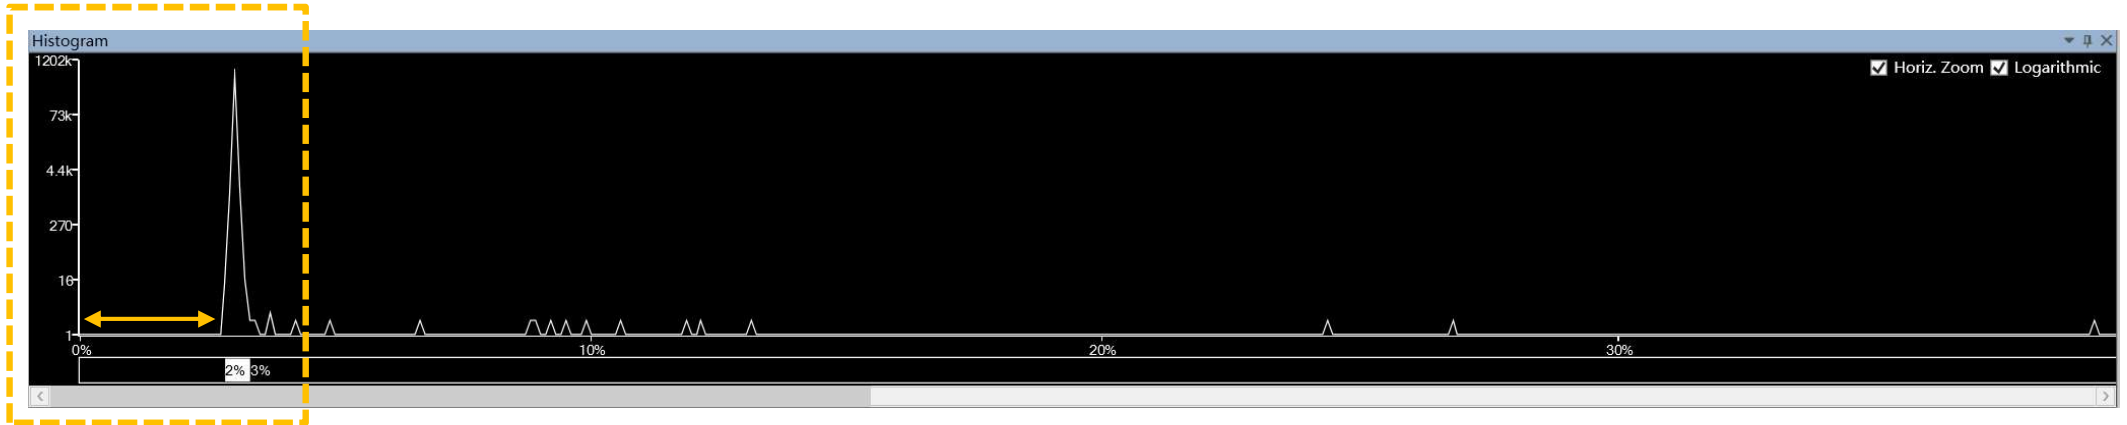 Histogram
1202k
Horiz. Zoom Logarithmic
73k
4.4k
270
16
1
0% 10% 20% 30%
2% 3%